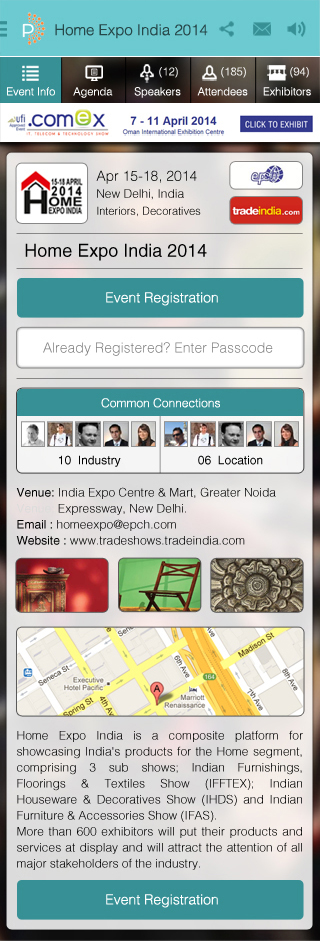 Home Expo India 2014
(12) (185) (94)
Event Info Agenda Speakers Attendees Exhibitors
ufi
Approved
Event
.comex
I.T, TELECOM & TECHNOLOGY SHOW
7 - 11 April 2014
Oman International Exhibition Centre
CLICK TO EXHIBIT
15-18 APRIL
2014
HOME
EXPO INDIA
Apr 15-18, 2014
New Delhi, India
Interiors, Decoratives
epch
tradeindia.com
Home Expo India 2014
Event Registration
Already Registered? Enter Passcode
Common Connections
10 Industry
06 Location
Venue: India Expo Centre & Mart, Greater Noida
Expressway, New Delhi.
Email : homeexpo@epch.com
Website : www.tradeshows.tradeindia.com
Seneca St
Executive
Hotel Pacific
Spring St
4th Ave
6th Ave
7th Ave
8th Ave
164
Madison St
A
Marriott
Renaissance
Home Expo India is a composite platform for
showcasing India's products for the Home segment,
comprising 3 sub shows; Indian Furnishings,
Floorings & Textiles Show (IFFTEX); Indian
Houseware & Decoratives Show (IHDS) and Indian
Furniture & Accessories Show (IFAS).
More than 600 exhibitors will put their products and
services at display and will attract the attention of all
major stakeholders of the industry.
Event Registration